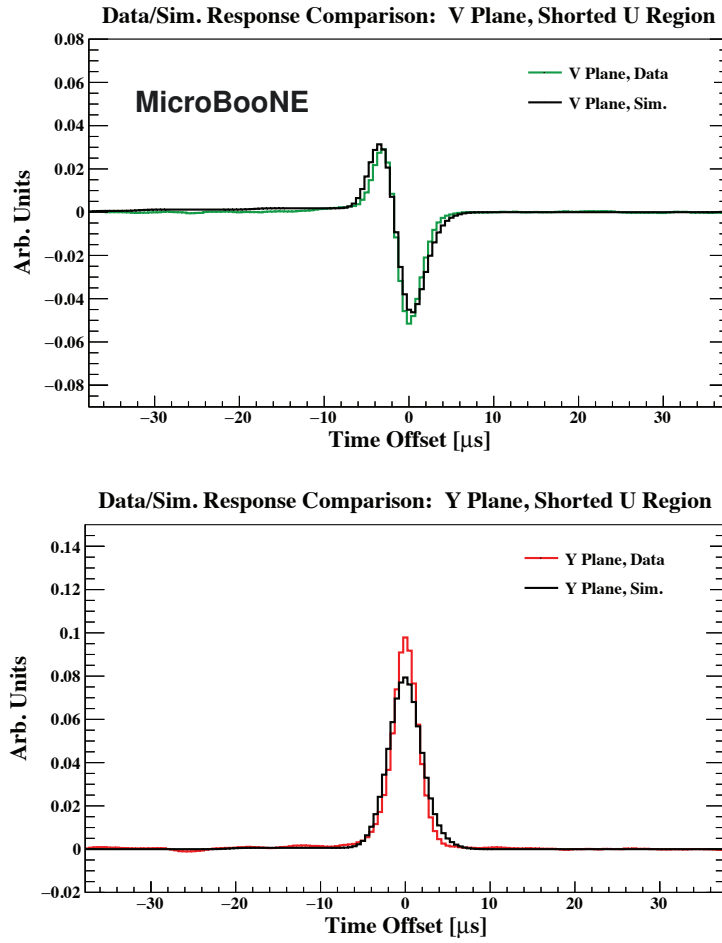 Data/Sim. Response Comparison:  V Plane, Shorted U Region
0.08
0.06
0.04
0.02
0
−0.02
−0.04
−0.06
−0.08
Arb. Units
MicroBooNE
V Plane, Data
V Plane, Sim.
−30 −20 −10 0 10 20 30
Time Offset [μs]
Data/Sim. Response Comparison:  Y Plane, Shorted U Region
0.14
0.12
0.1
0.08
0.06
0.04
0.02
0
−0.02
Arb. Units
Y Plane, Data
Y Plane, Sim.
−30 −20 −10 0 10 20 30
Time Offset [μs]